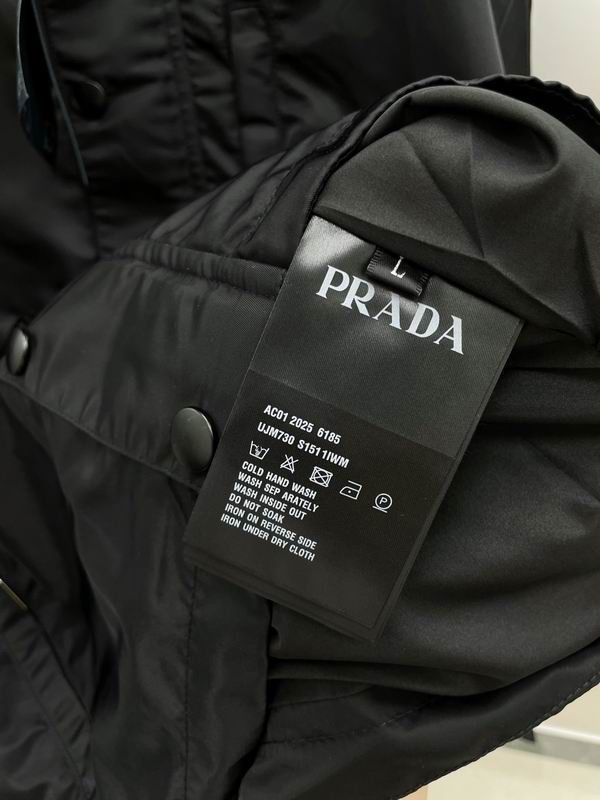 L
PRADA
AC01 2025 6185
UJM730 S1511IWM
P
COLD HAND WASH
WASH SEP ARATELY
WASH INSIDE OUT
DO NOT SOAK
IRON ON REVERSE SIDE
IRON UNDER DRY CLOTH